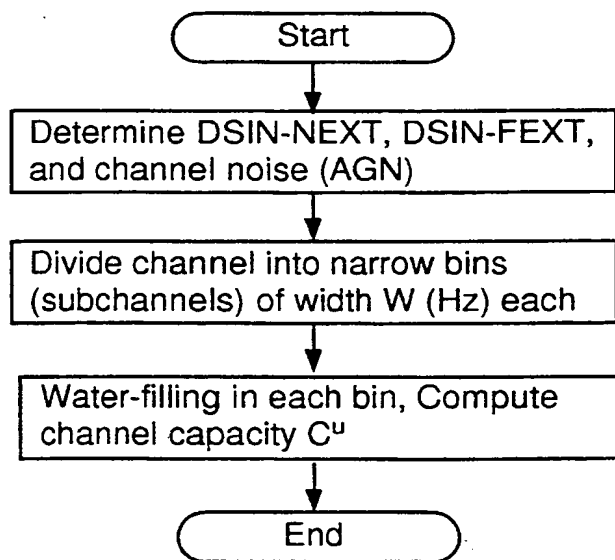 Start
Determine DSIN-NEXT, DSIN-FEXT,
and channel noise (AGN)
Divide channel into narrow bins
(subchannels) of width W (Hz) each
Water-filling in each bin, Compute
channel capacity Cᵘ
End